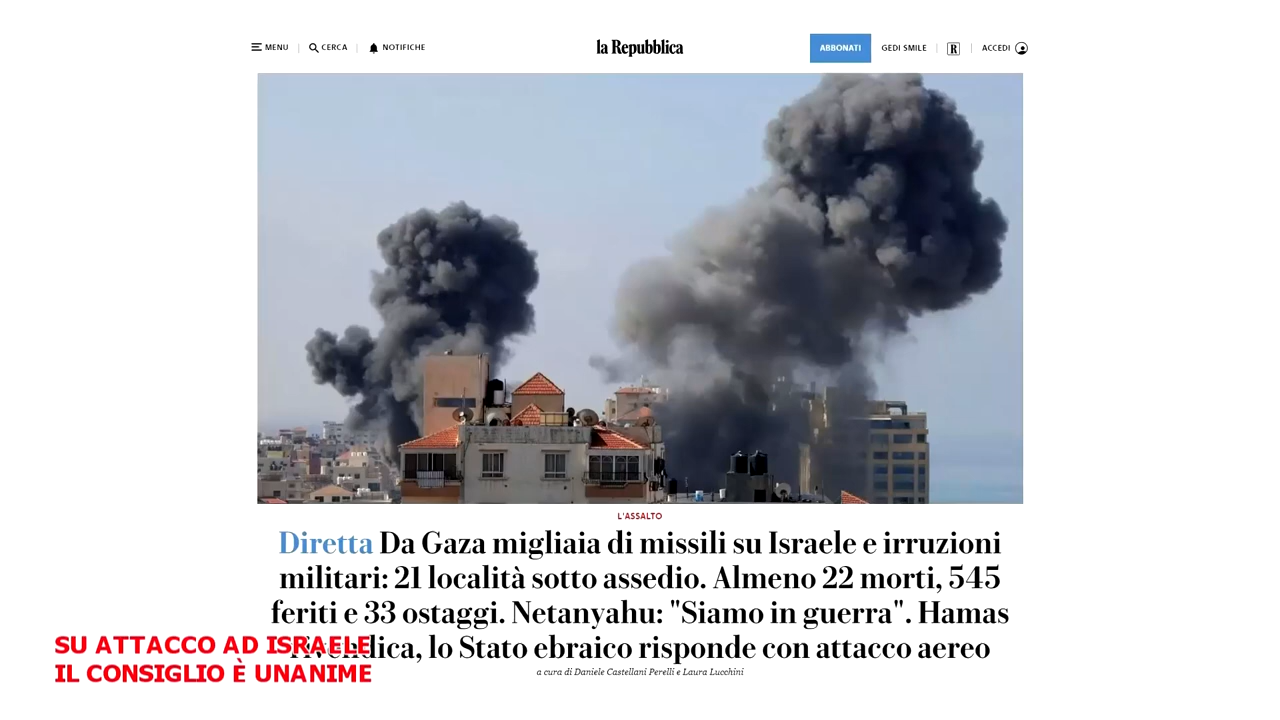 MENU
CERCA
NOTIFICHE
la Repubblica
ABBONATI
GEDI SMILE
R
ACCEDI
L'ASSALTO
Diretta Da Gaza migliaia di missili su Israele e irruzioni
militari: 21 località sotto assedio. Almeno 22 morti, 545
feriti e 33 ostaggi. Netanyahu: "Siamo in guerra". Hamas
rivendica, lo Stato ebraico risponde con attacco aereo
a cura di Daniele Castellani Perelli e Laura Lucchini
SU ATTACCO AD ISRAELE
IL CONSIGLIO È UNANIME